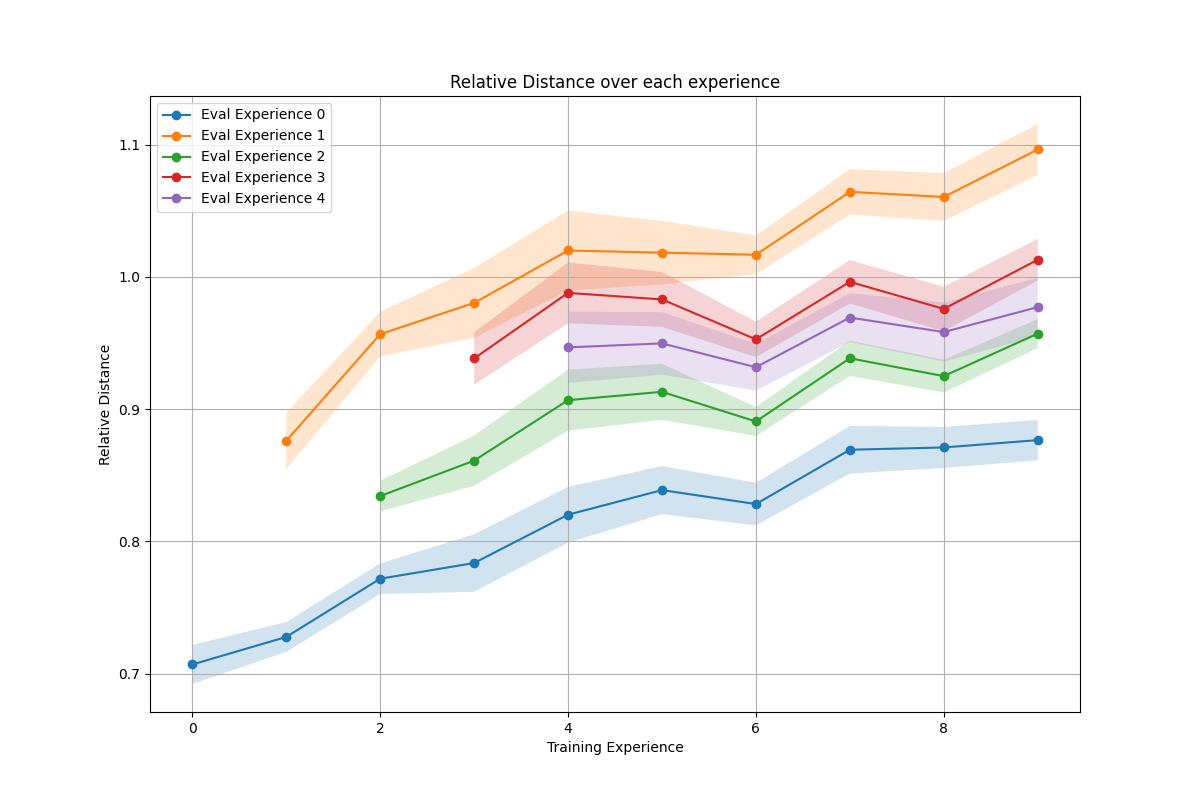 Relative Distance over each experience
Eval Experience 0
Eval Experience 1
Eval Experience 2
Eval Experience 3
Eval Experience 4
Relative Distance
1.1
1.0
0.9
0.8
0.7
0 2 4 6 8
Training Experience